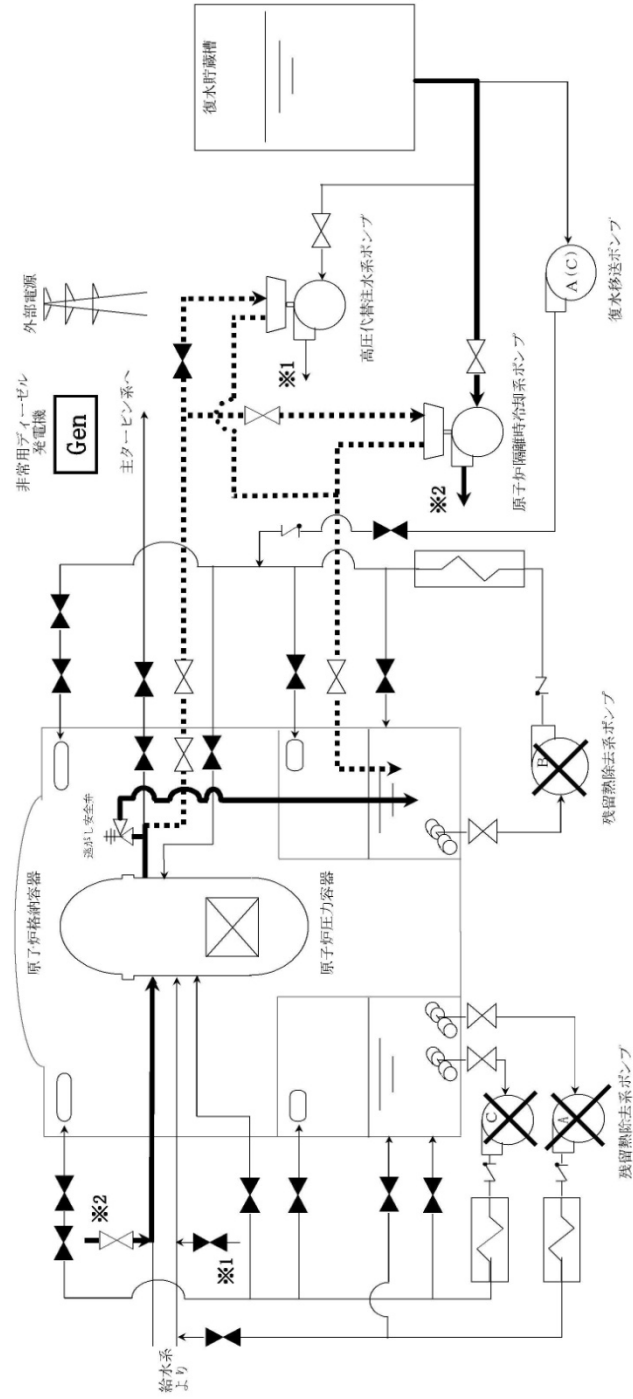 外部電源
非常用ディーゼル
発電機
Gen
主タービン系へ
復水貯蔵槽
高圧代替注水系ポンプ
※1
原子炉隔離時冷却系ポンプ
※2
A(C)
復水移送ポンプ
原子炉格納容器
逃がし安全弁
原子炉圧力容器
※2
※1
給水系
より
B
残留熱除去系ポンプ
C
A
残留熱除去系ポンプ